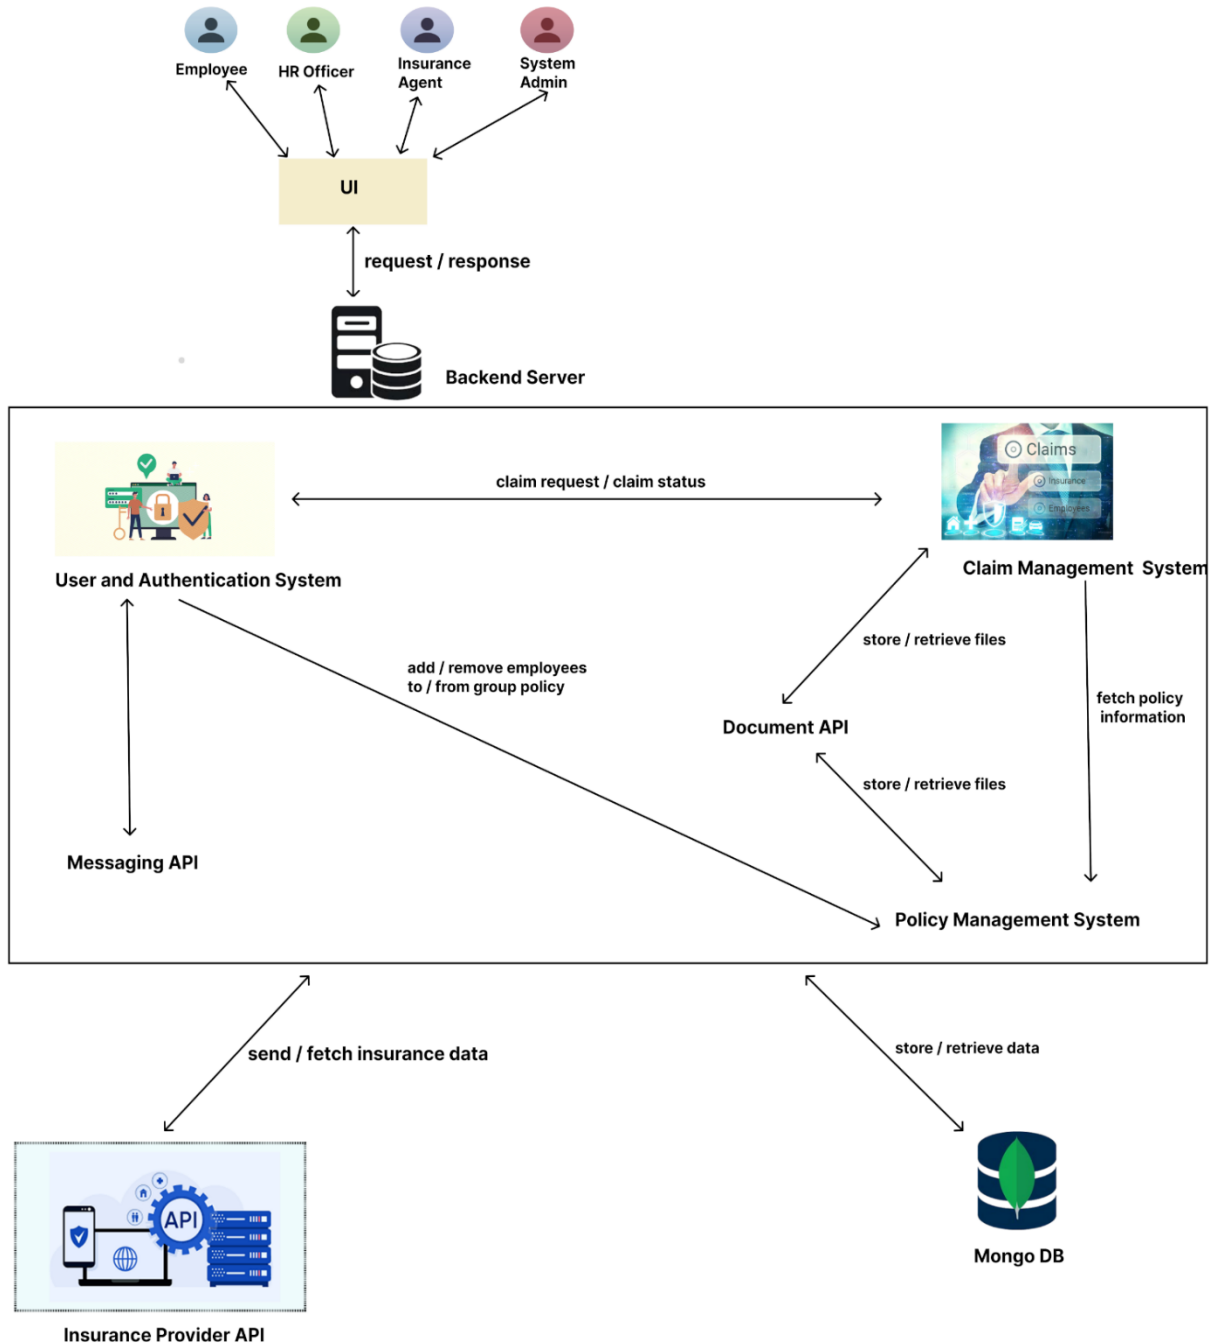 Employee
HR Officer
Insurance
Agent
System
Admin
UI
request / response
Backend Server
Claims
Insurance
Employees
claim request / claim status
User and Authentication System
Claim Management System
store / retrieve files
add / remove employees
to / from group policy
fetch policy
information
Document API
store / retrieve files
Messaging API
Policy Management System
send / fetch insurance data
store / retrieve data
API
Mongo DB
Insurance Provider API